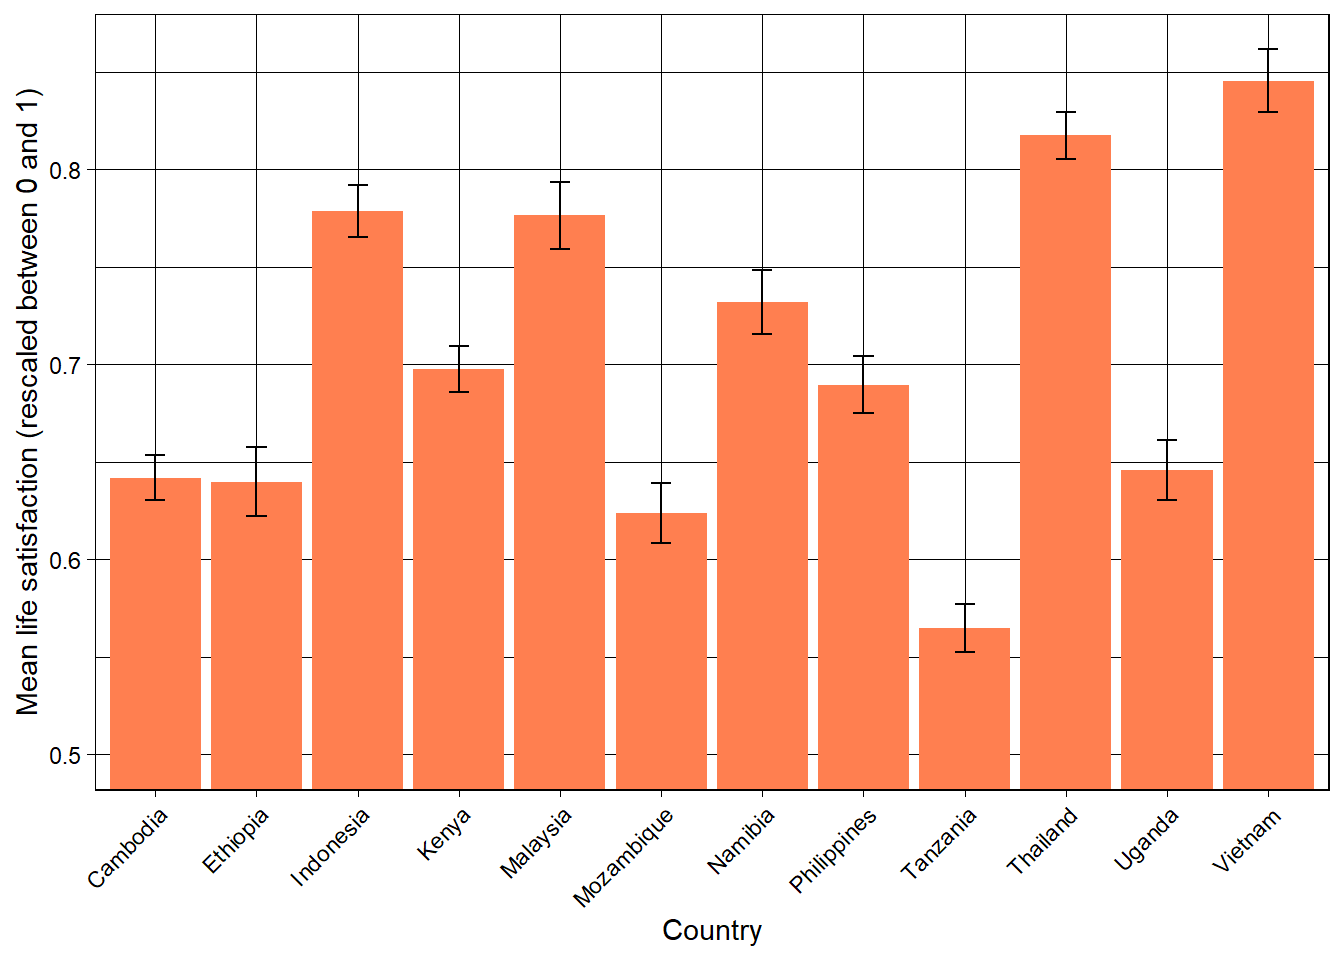 Mean life satisfaction (rescaled between 0 and 1)
0.8
0.7
0.6
0.5
Cambodia
Ethiopia
Indonesia
Kenya
Malaysia
Mozambique
Namibia
Philippines
Tanzania
Thailand
Uganda
Vietnam
Country